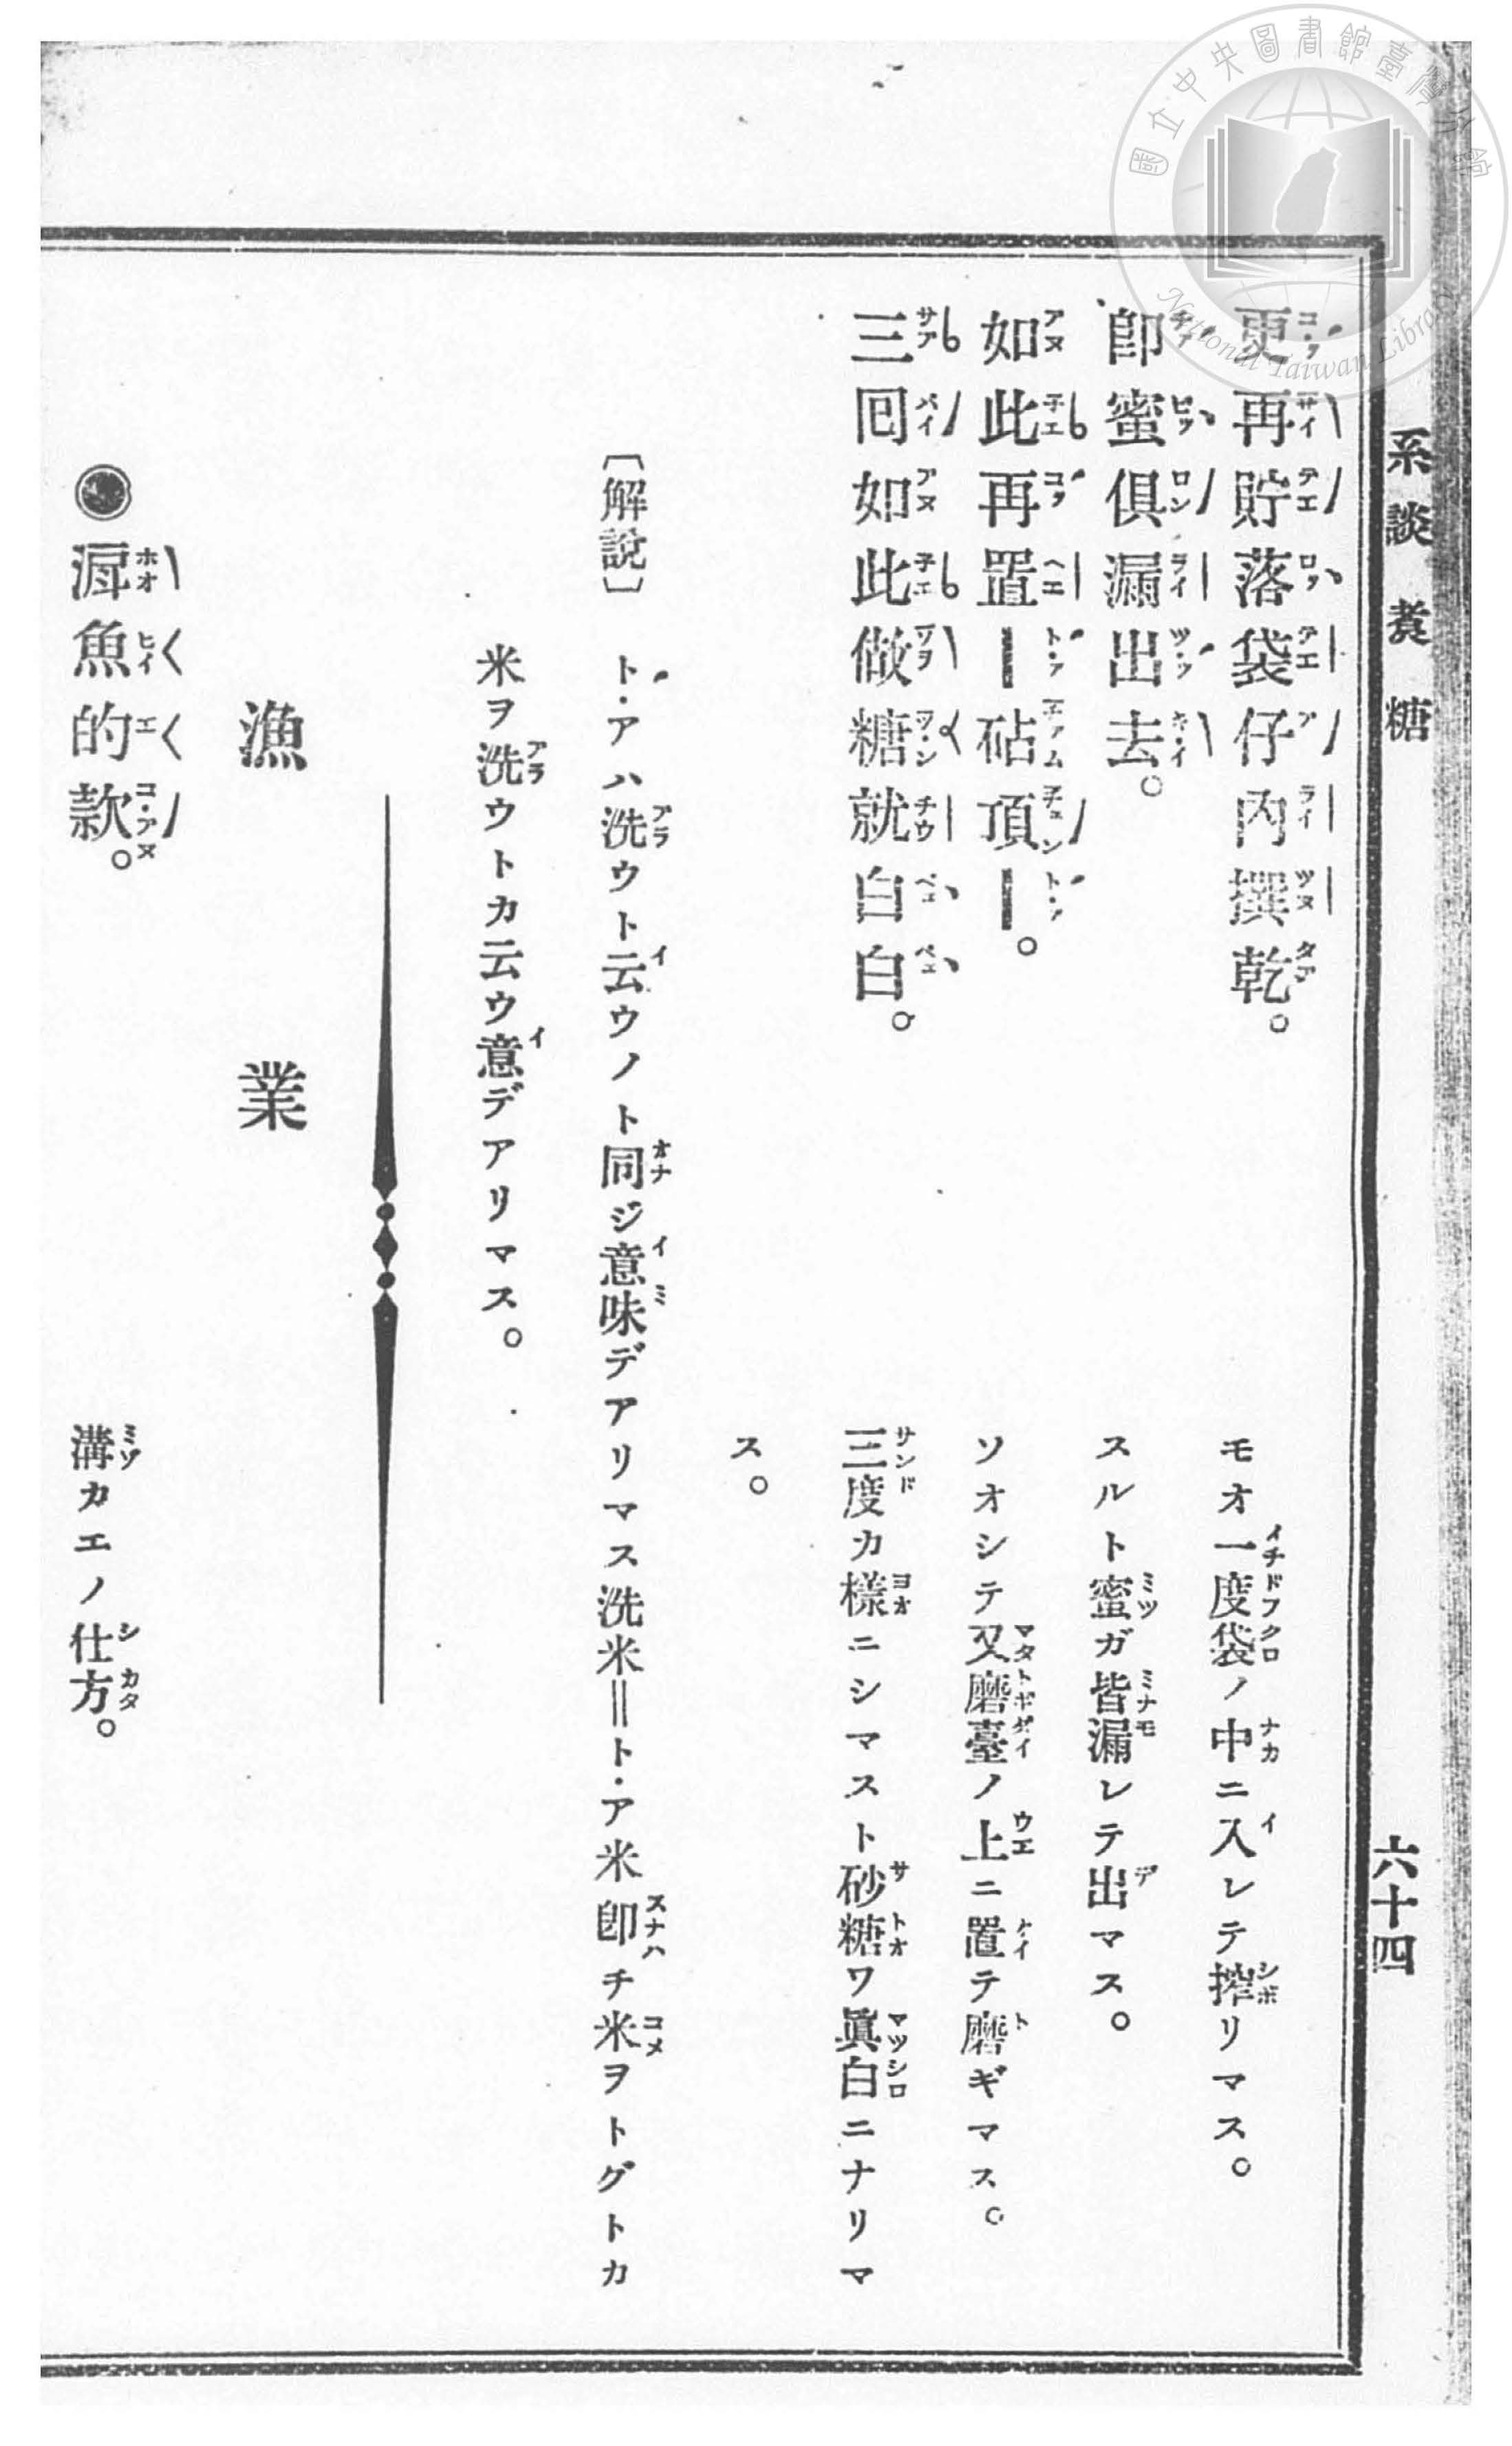 系談 煑糖
六十四
更再貯落袋仔內撰乾。
モオ一度袋ノ中ニ入レテ搾リマス。
卽蜜俱漏出去。
スルト蜜ガ皆漏レテ出マス。
如此再置ー砧頂ー。
ソオシテ又磨臺ノ上ニ置テ磨ギマス。
三囘如此做糖就白白。
三度カ樣ニシマスト砂糖ワ眞白ニナリマ
ス。
〔解說〕 ト・アハ洗ウト云ウノト同ジ意味デアリマス洗米＝ト・ア米卽チ米ヲトグトカ
米ヲ洗ウトカ云ウ意デアリマス。
漁業
●滬魚的款。
溝カエノ仕方。
國立中央圖書館臺灣分館
National Taiwan Library